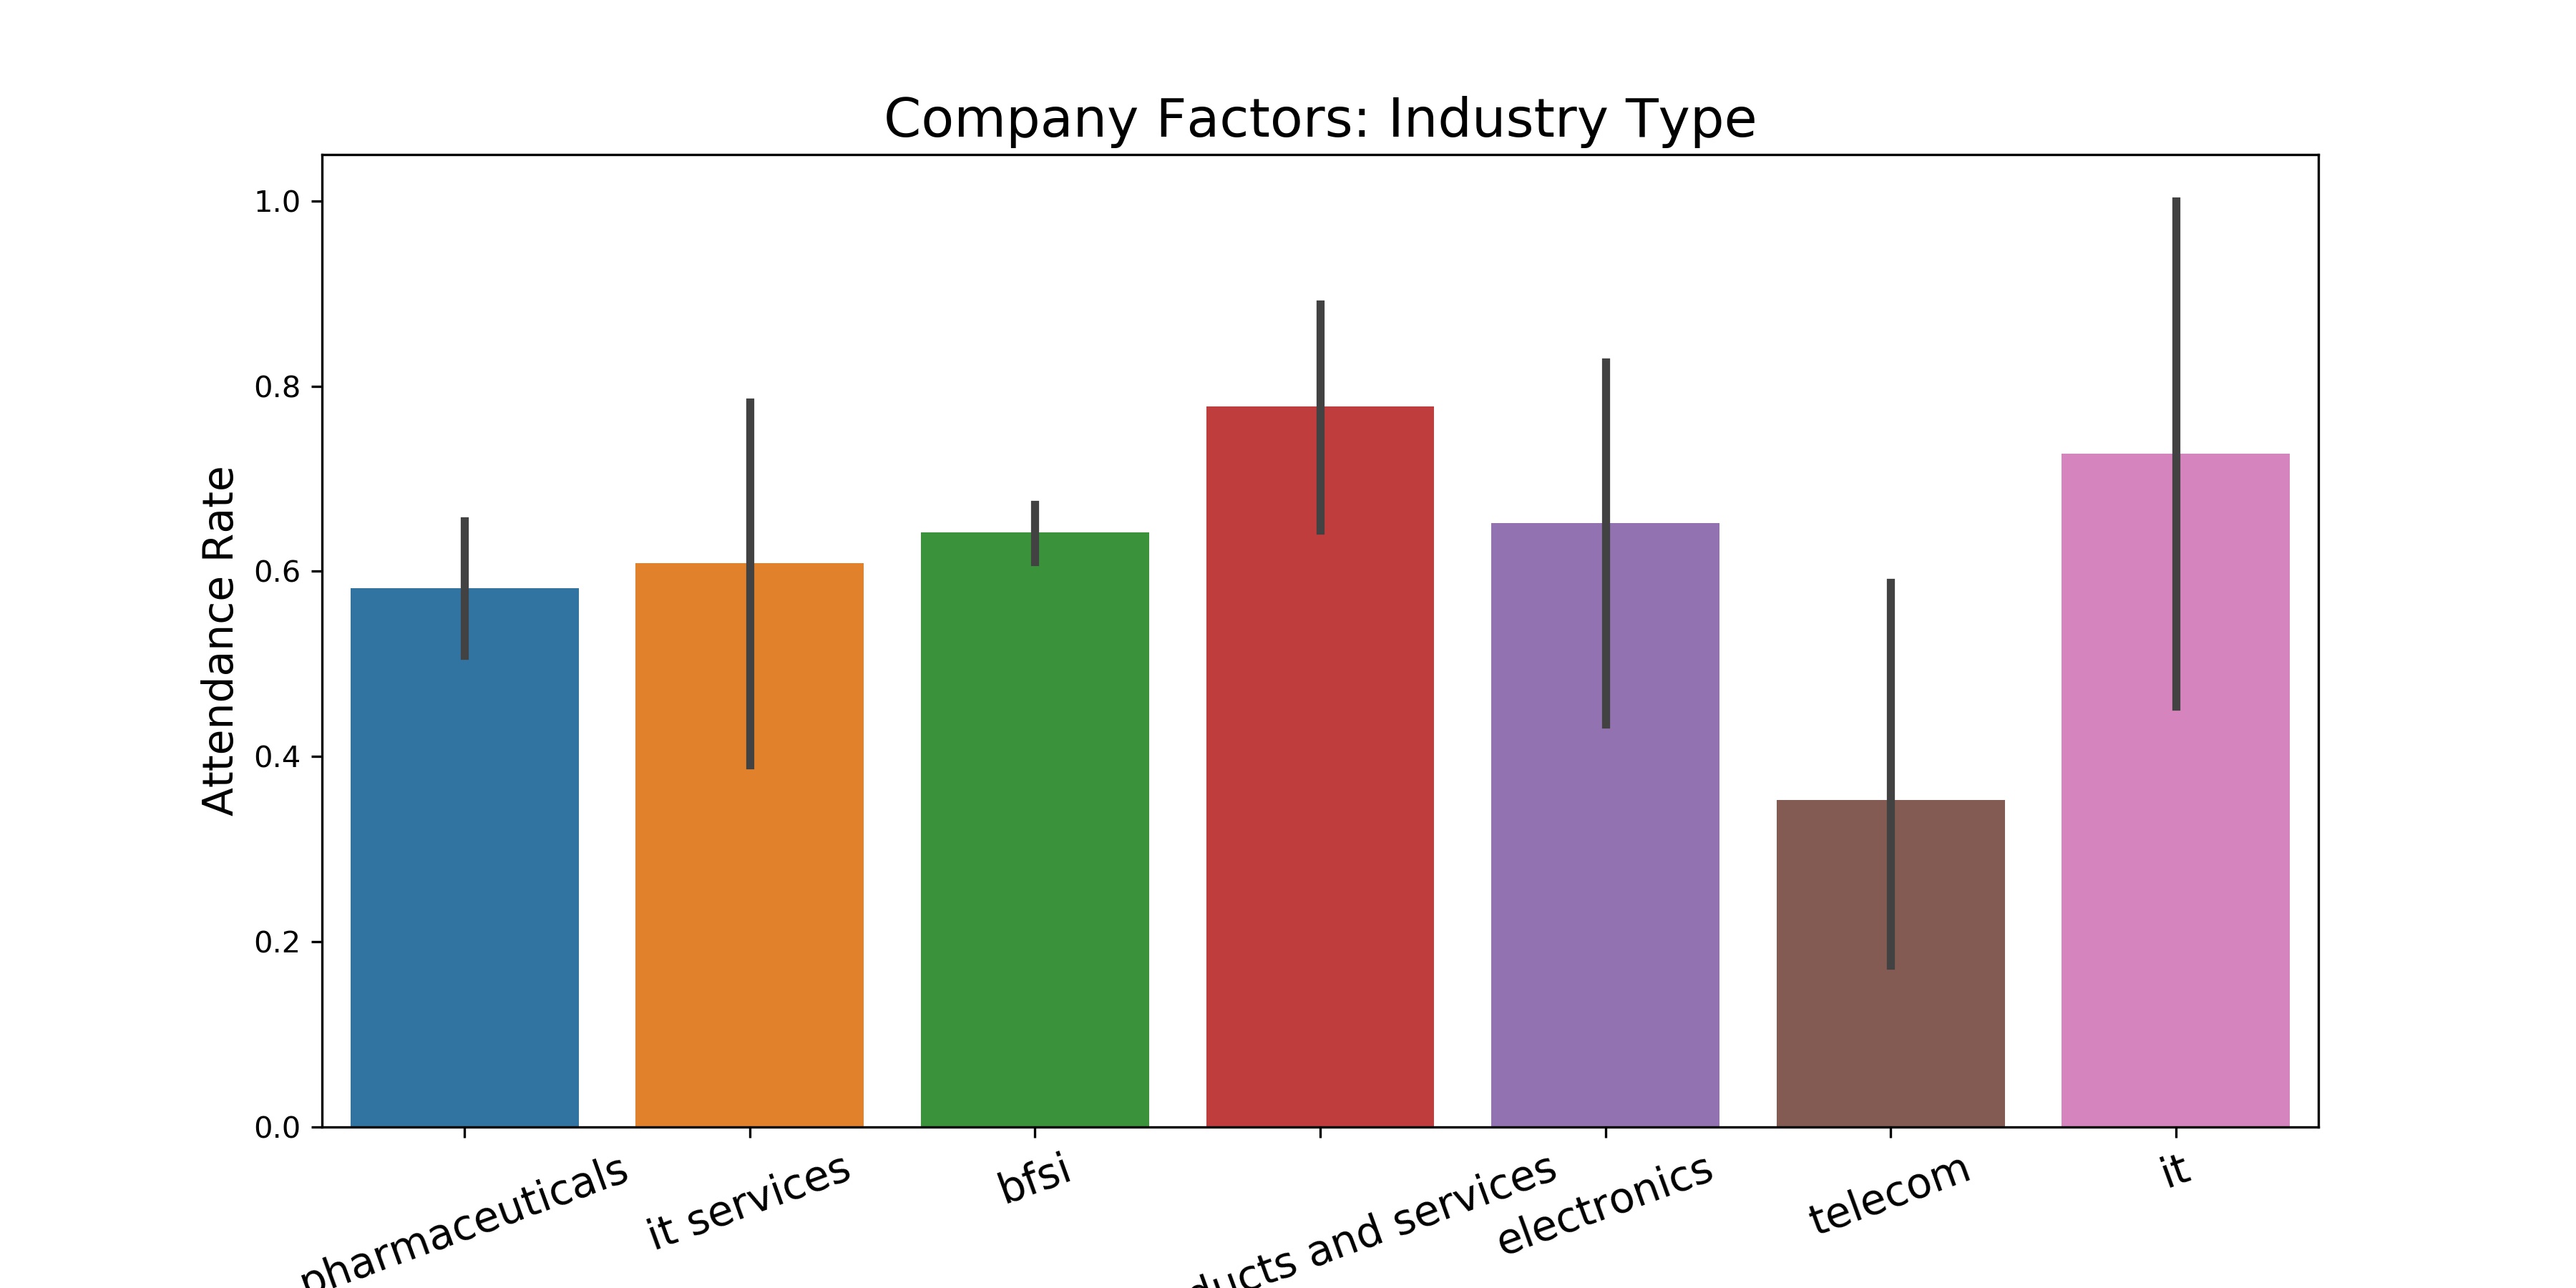 Company Factors: Industry Type
Attendance Rate
1.0
0.8
0.6
0.4
0.2
0.0
pharmaceuticals
it services
bfsi
and services
electronics
telecom
it